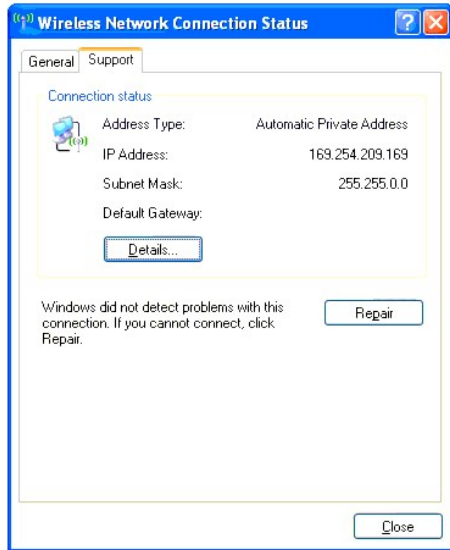 Wireless Network Connection Status
General Support
Connection status
Address Type: Automatic Private Address
IP Address: 169.254.209.169
Subnet Mask: 255.255.0.0
Default Gateway:
Details...
Windows did not detect problems with this
connection. If you cannot connect, click
Repair.
Repair
Close